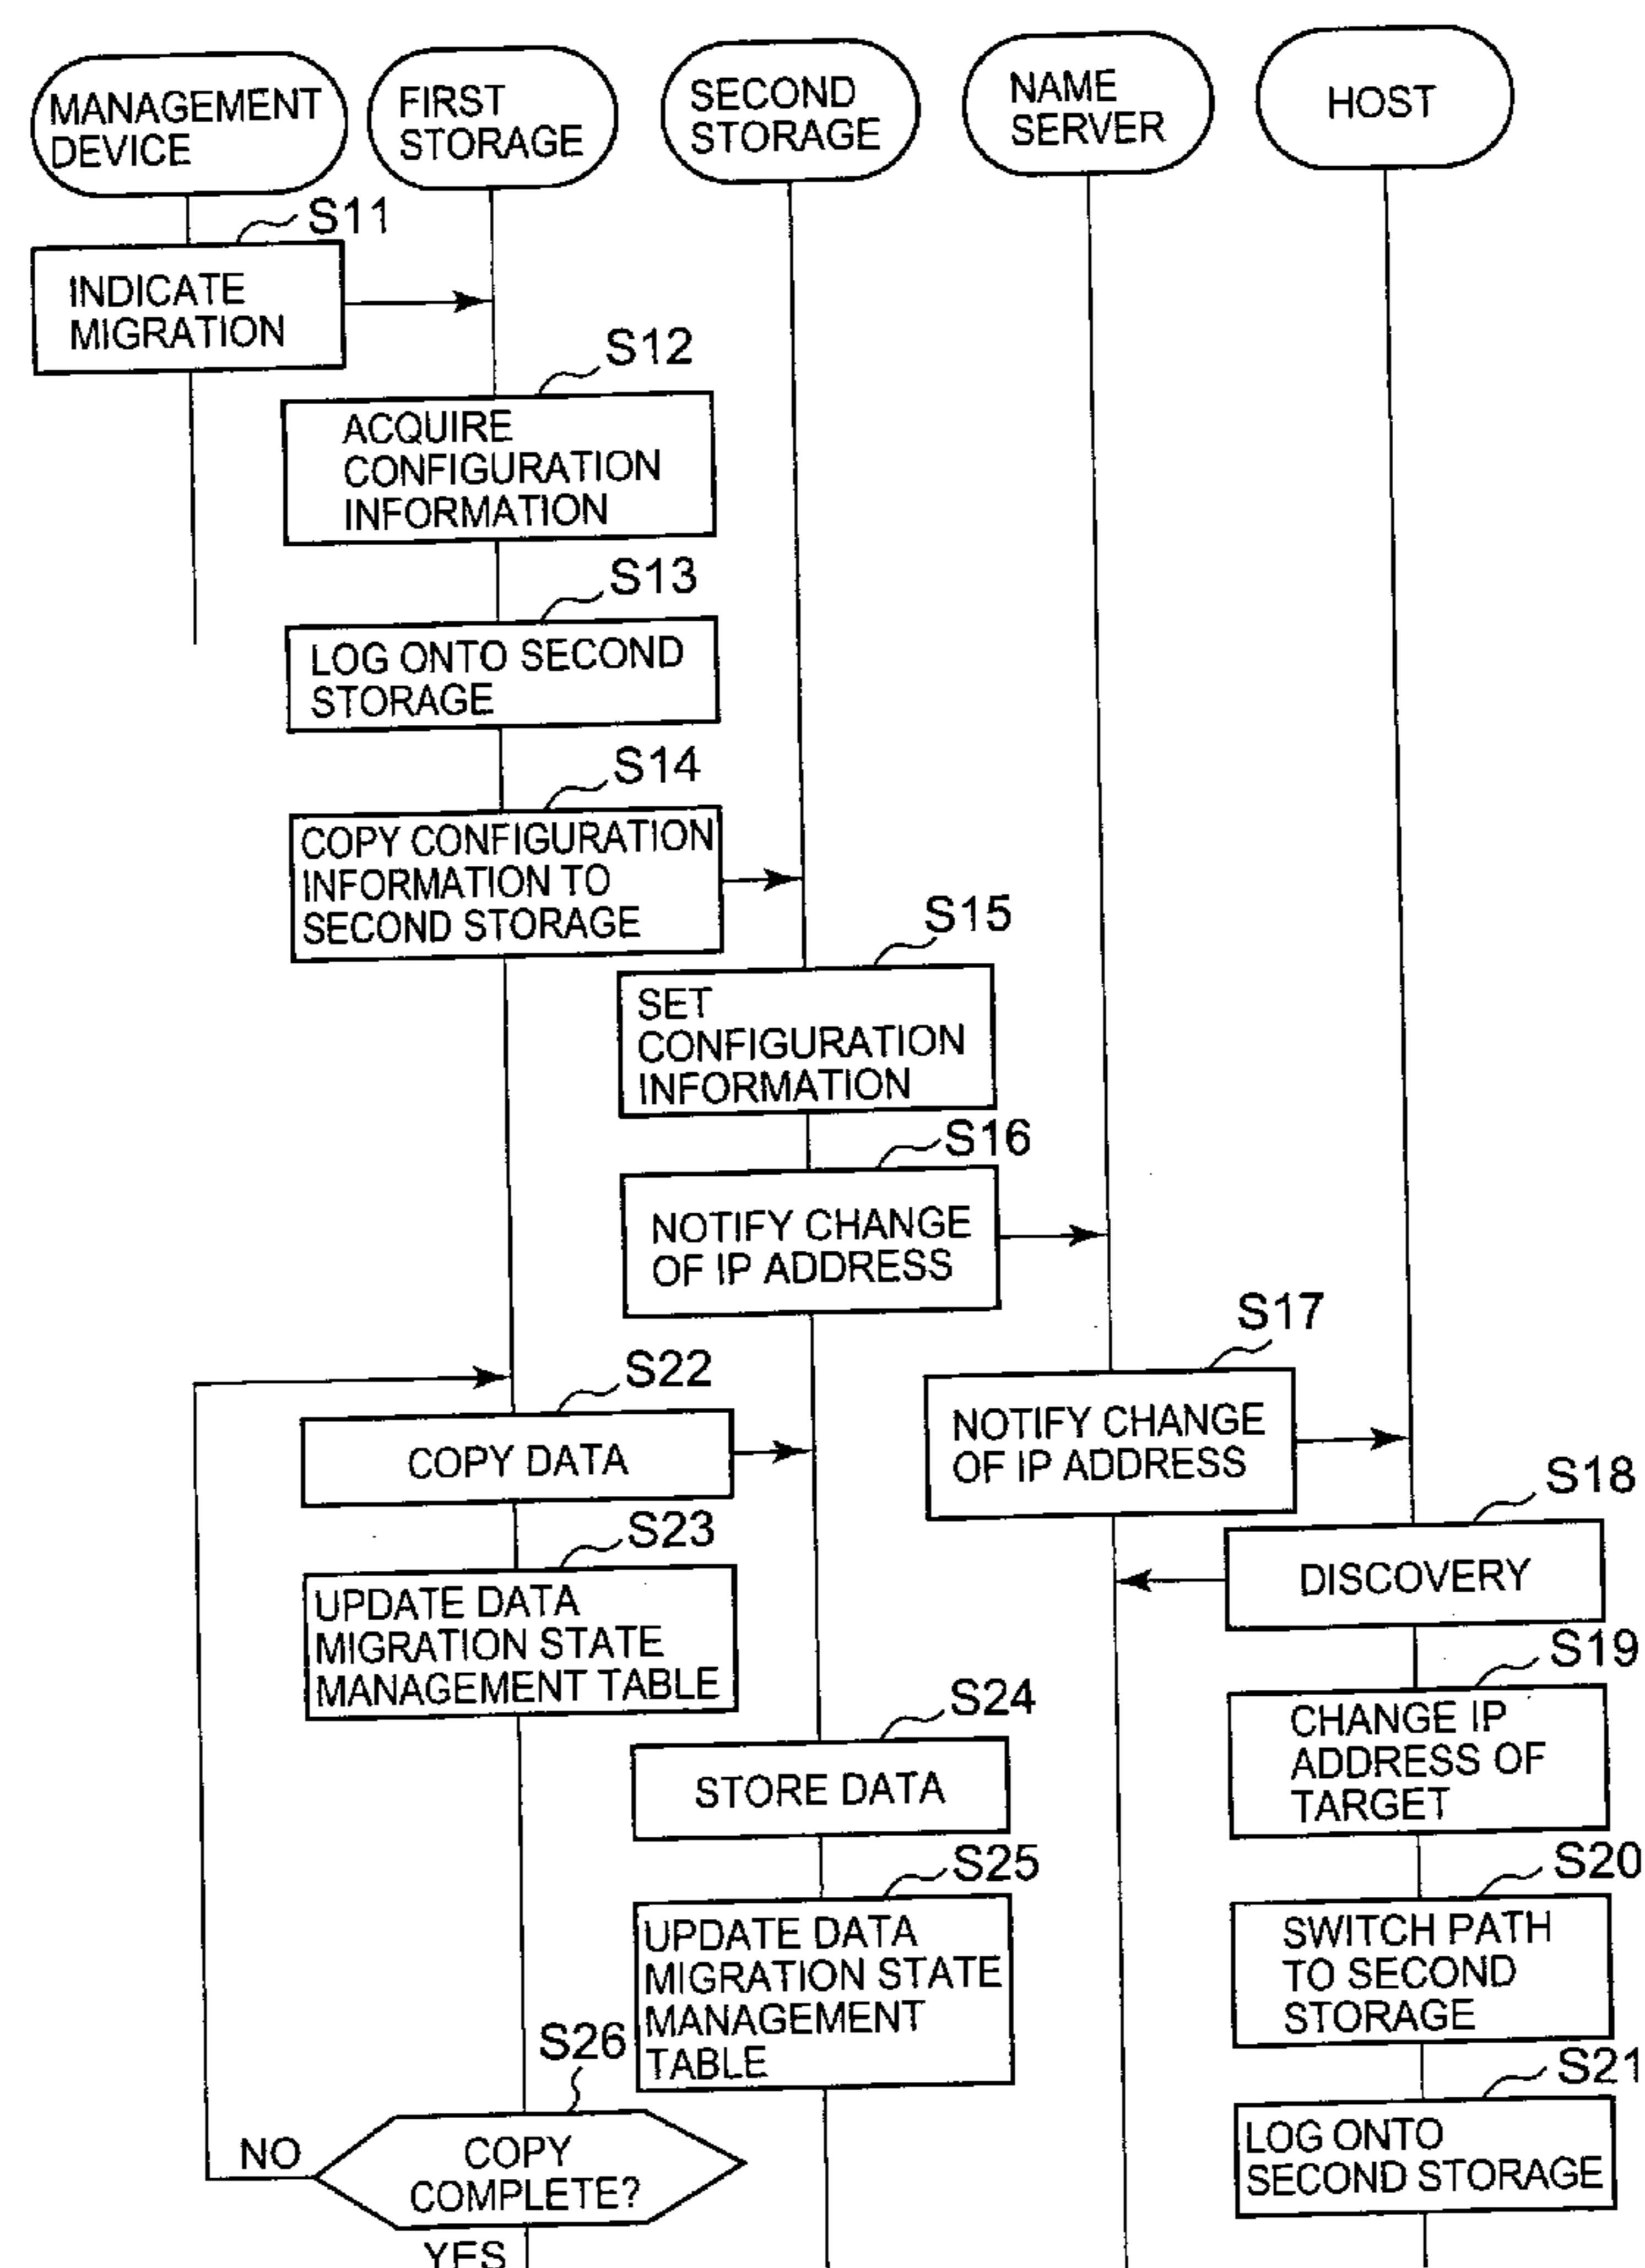 MANAGEMENT
DEVICE
FIRST
STORAGE
SECOND
STORAGE
NAME
SERVER
HOST
S11
INDICATE
MIGRATION
S12
ACQUIRE
CONFIGURATION
INFORMATION
S13
LOG ONTO SECOND
STORAGE
S14
COPY CONFIGURATION
INFORMATION TO
SECOND STORAGE
S15
SET
CONFIGURATION
INFORMATION
S16
NOTIFY CHANGE
OF IP ADDRESS
S17
NOTIFY CHANGE
OF IP ADDRESS
S22
COPY DATA
S18
DISCOVERY
S23
UPDATE DATA
MIGRATION STATE
MANAGEMENT TABLE
S19
CHANGE IP
ADDRESS OF
TARGET
S24
STORE DATA
S20
SWITCH PATH
TO SECOND
STORAGE
S25
UPDATE DATA
MIGRATION STATE
MANAGEMENT
TABLE
S21
LOG ONTO
SECOND STORAGE
S26
COPY
COMPLETE?
NO
YES